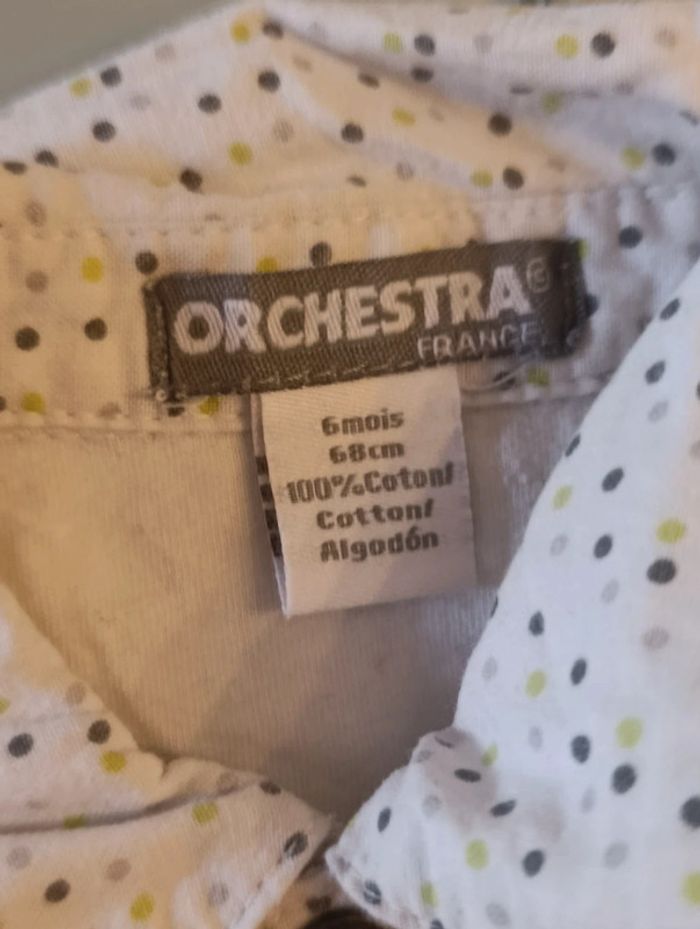 ORCHESTRA®
FRANCE
6mois
68cm
100%Coton/
Cotton/
Algodón